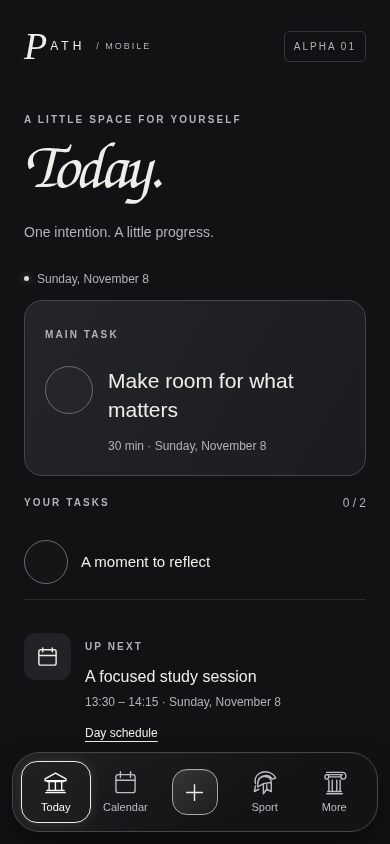 PATH / MOBILE
ALPHA 01
A LITTLE SPACE FOR YOURSELF
Today.
One intention. A little progress.
Sunday, November 8
MAIN TASK
Make room for what
matters
30 min · Sunday, November 8
YOUR TASKS
0 / 2
A moment to reflect
UP NEXT
A focused study session
13:30 – 14:15 · Sunday, November 8
Day schedule
Today
Calendar
Sport
More